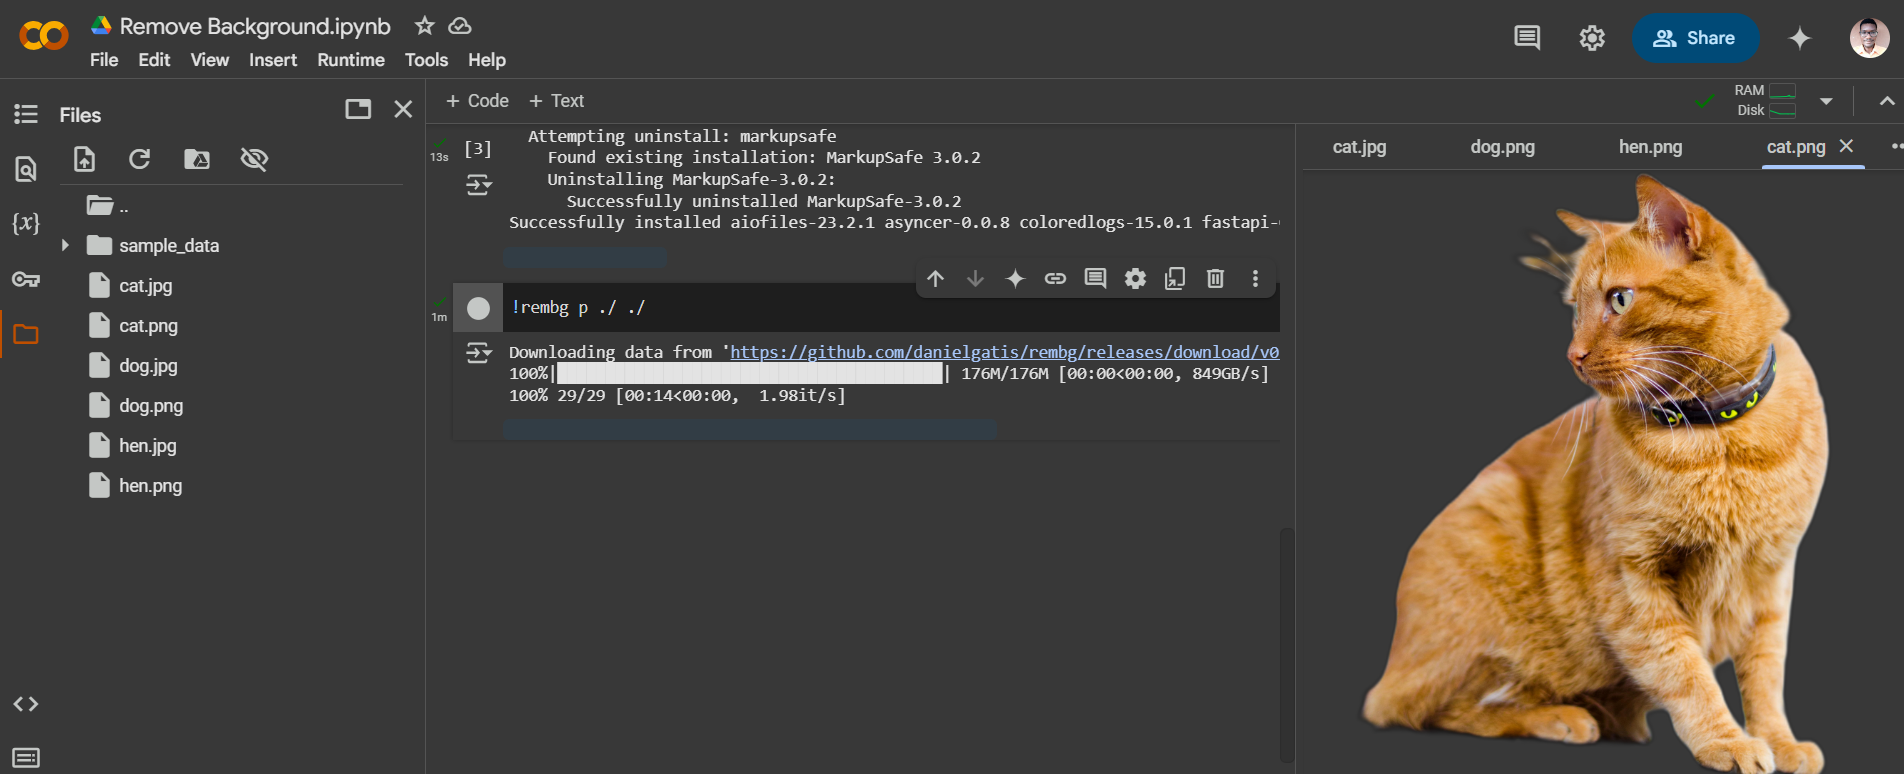 Remove Background.ipynb
File Edit View Insert Runtime Tools Help
Share
Files
..
sample_data
cat.jpg
cat.png
dog.jpg
dog.png
hen.jpg
hen.png
+ Code + Text
RAM
Disk
13s
[3]
Attempting uninstall: markupsafe
Found existing installation: MarkupSafe 3.0.2
Uninstalling MarkupSafe-3.0.2:
Successfully uninstalled MarkupSafe-3.0.2
Successfully installed aiofiles-23.2.1 asyncer-0.0.8 coloredlogs-15.0.1 fastapi-
1m
!rembg p ./ ./
Downloading data from 'https://github.com/danielgatis/rembg/releases/download/v0
100%| | 176M/176M [00:00<00:00, 849GB/s]
100% 29/29 [00:14<00:00, 1.98it/s]
cat.jpg dog.png hen.png cat.png
{x}